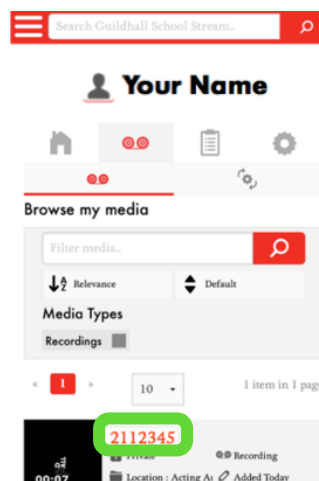 Search Guildhall School Stream..
Your Name
Browse my media
Filter media..
Relevance
Default
Media Types
Recordings
« 1 »
10
1 item in 1 page
2112345
Private
Recording
00:07
Location : Acting
Added Today